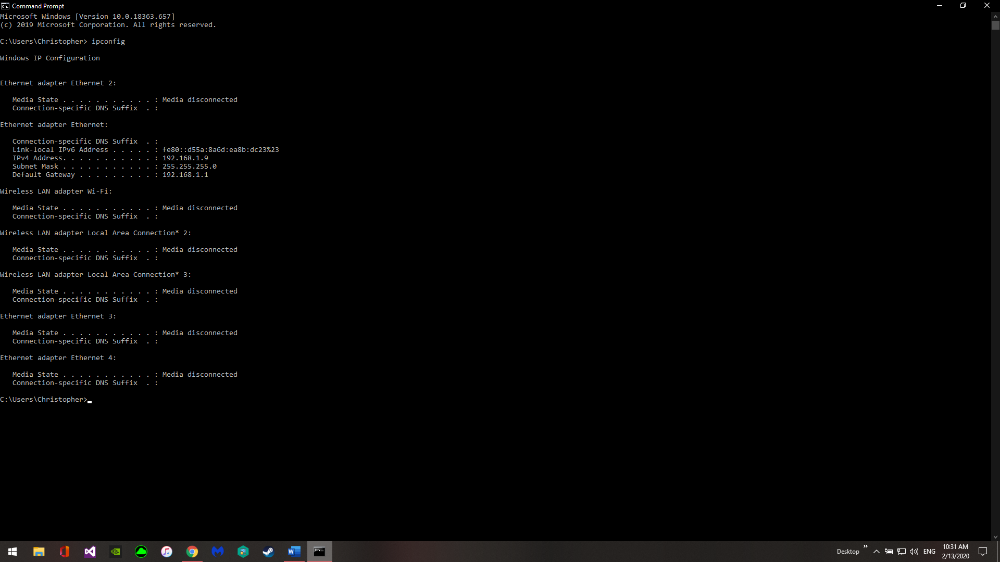 Command Prompt
Microsoft Windows [Version 10.0.18363.657]
(c) 2019 Microsoft Corporation. All rights reserved.
C:\Users\Christopher> ipconfig
Windows IP Configuration
Ethernet adapter Ethernet 2:
Media State . . . . . . . . . . . : Media disconnected
Connection-specific DNS Suffix  . :
Ethernet adapter Ethernet:
Connection-specific DNS Suffix  . :
Link-local IPv6 Address . . . . . : fe80::d55a:8a6d:ea8b:dc23%23
IPv4 Address. . . . . . . . . . . : 192.168.1.9
Subnet Mask . . . . . . . . . . . : 255.255.255.0
Default Gateway . . . . . . . . . : 192.168.1.1
Wireless LAN adapter Wi-Fi:
Media State . . . . . . . . . . . : Media disconnected
Connection-specific DNS Suffix  . :
Wireless LAN adapter Local Area Connection* 2:
Media State . . . . . . . . . . . : Media disconnected
Connection-specific DNS Suffix  . :
Wireless LAN adapter Local Area Connection* 3:
Media State . . . . . . . . . . . : Media disconnected
Connection-specific DNS Suffix  . :
Ethernet adapter Ethernet 3:
Media State . . . . . . . . . . . : Media disconnected
Connection-specific DNS Suffix  . :
Ethernet adapter Ethernet 4:
Media State . . . . . . . . . . . : Media disconnected
Connection-specific DNS Suffix  . :
C:\Users\Christopher>
Desktop » ENG 10:31 AM
2/13/2020